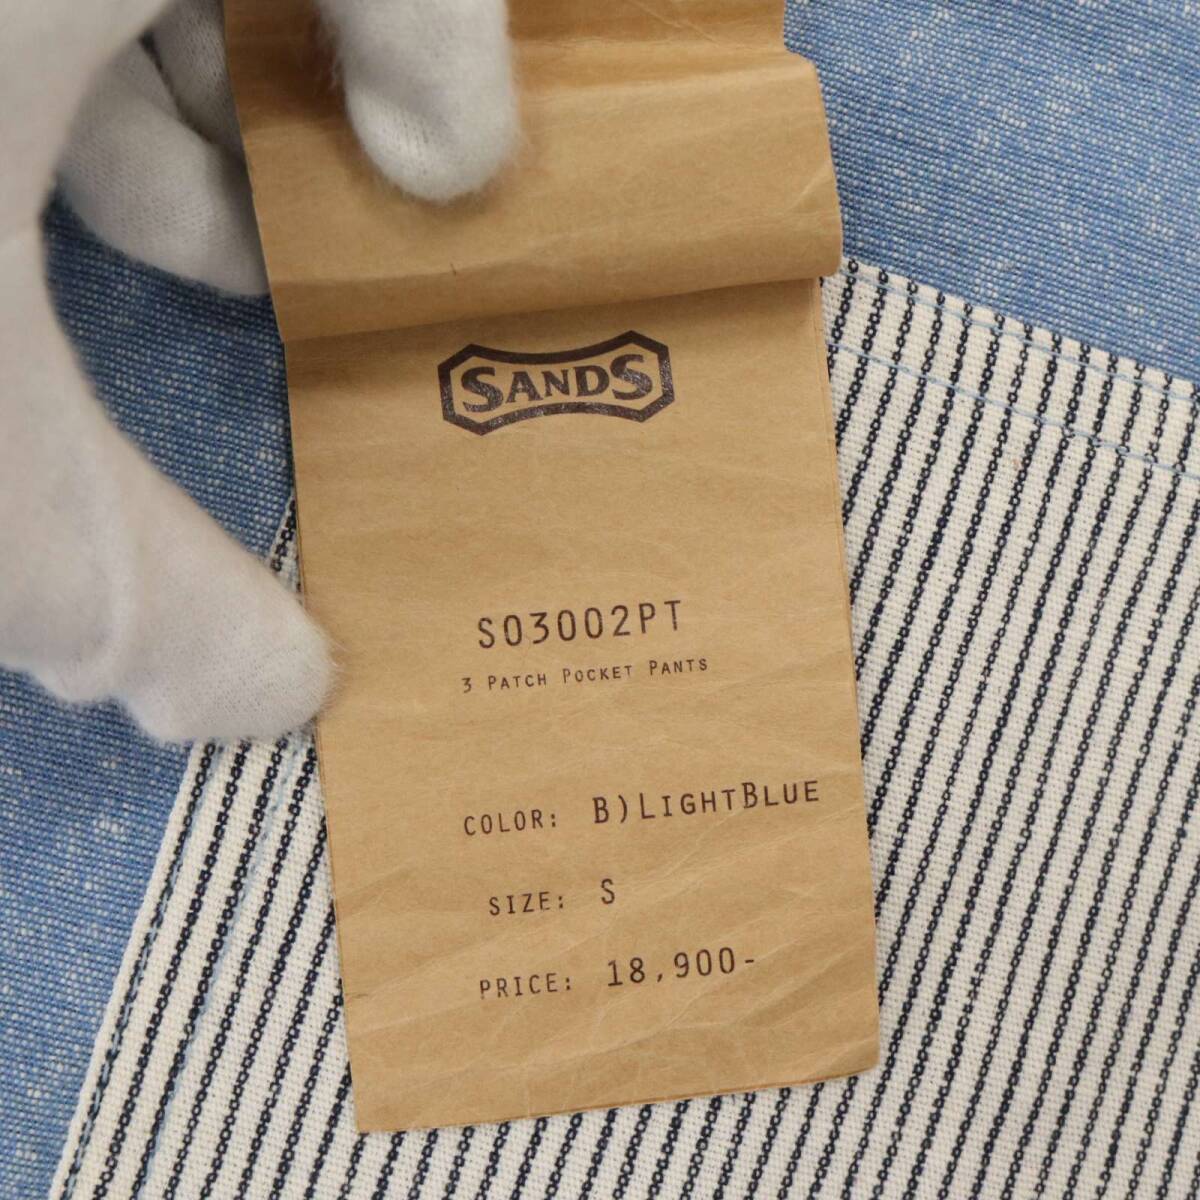 SANDS
S03002PT
3 PATCH POCKET PANTS
COLOR: B)LIGHTBLUE
SIZE: S
PRICE: 18,900-